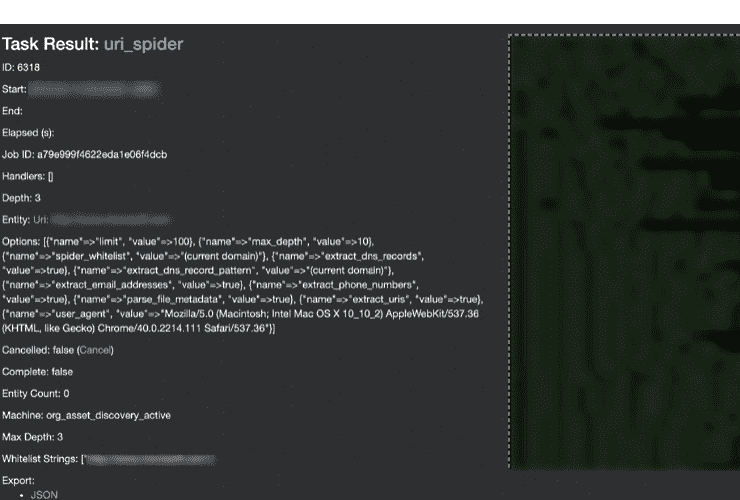 Task Result: uri_spider
ID: 6318
Start:
End:
Elapsed (s):
Job ID: a79e999f4622eda1e06f4dcb
Handlers: []
Depth: 3
Entity: Uri:
Options: [{"name"=>"limit", "value"=>100}, {"name"=>"max_depth", "value"=>10},
{"name"=>"spider_whitelist", "value"=>"(current domain)"}, {"name"=>"extract_dns_records",
"value"=>true}, {"name"=>"extract_dns_record_pattern", "value"=>"(current domain)"},
{"name"=>"extract_email_addresses", "value"=>true}, {"name"=>"extract_phone_numbers",
"value"=>true}, {"name"=>"parse_file_metadata", "value"=>true}, {"name"=>"extract_uris", "value"=>true},
{"name"=>"user_agent", "value"=>"Mozilla/5.0 (Macintosh; Intel Mac OS X 10_10_2) AppleWebKit/537.36
(KHTML, like Gecko) Chrome/40.0.2214.111 Safari/537.36"}]
Cancelled: false (Cancel)
Complete: false
Entity Count: 0
Machine: org_asset_discovery_active
Max Depth: 3
Whitelist Strings: ["
Export:
• JSON